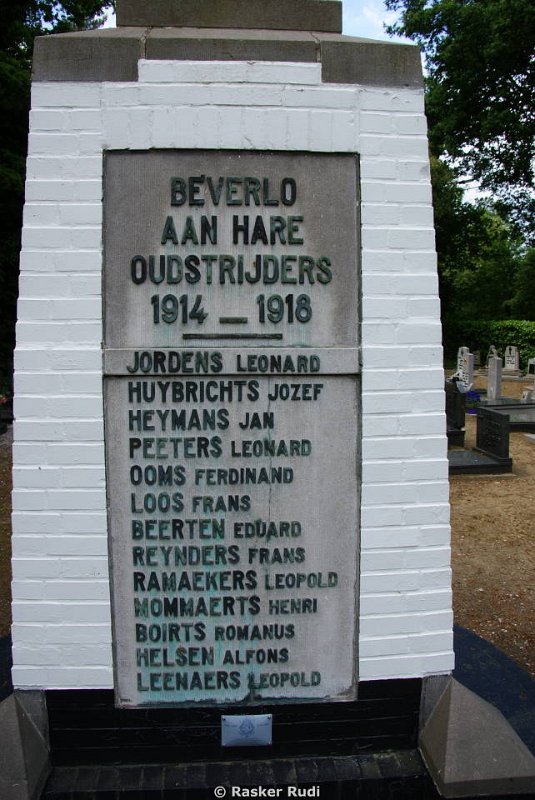 BEVERLO
AAN HARE
OUDSTRIJDERS
1914 — 1918
JORDENS LEONARD
HUYBRICHTS JOZEF
HEYMANS JAN
PEETERS LEONARD
OOMS FERDINAND
LOOS FRANS
BEERTEN EDUARD
REYNDERS FRANS
RAMAEKERS LEOPOLD
MOMMAERTS HENRI
BOIRTS ROMANUS
HELSEN ALFONS
LEENAERS LEOPOLD
© Rasker Rudi